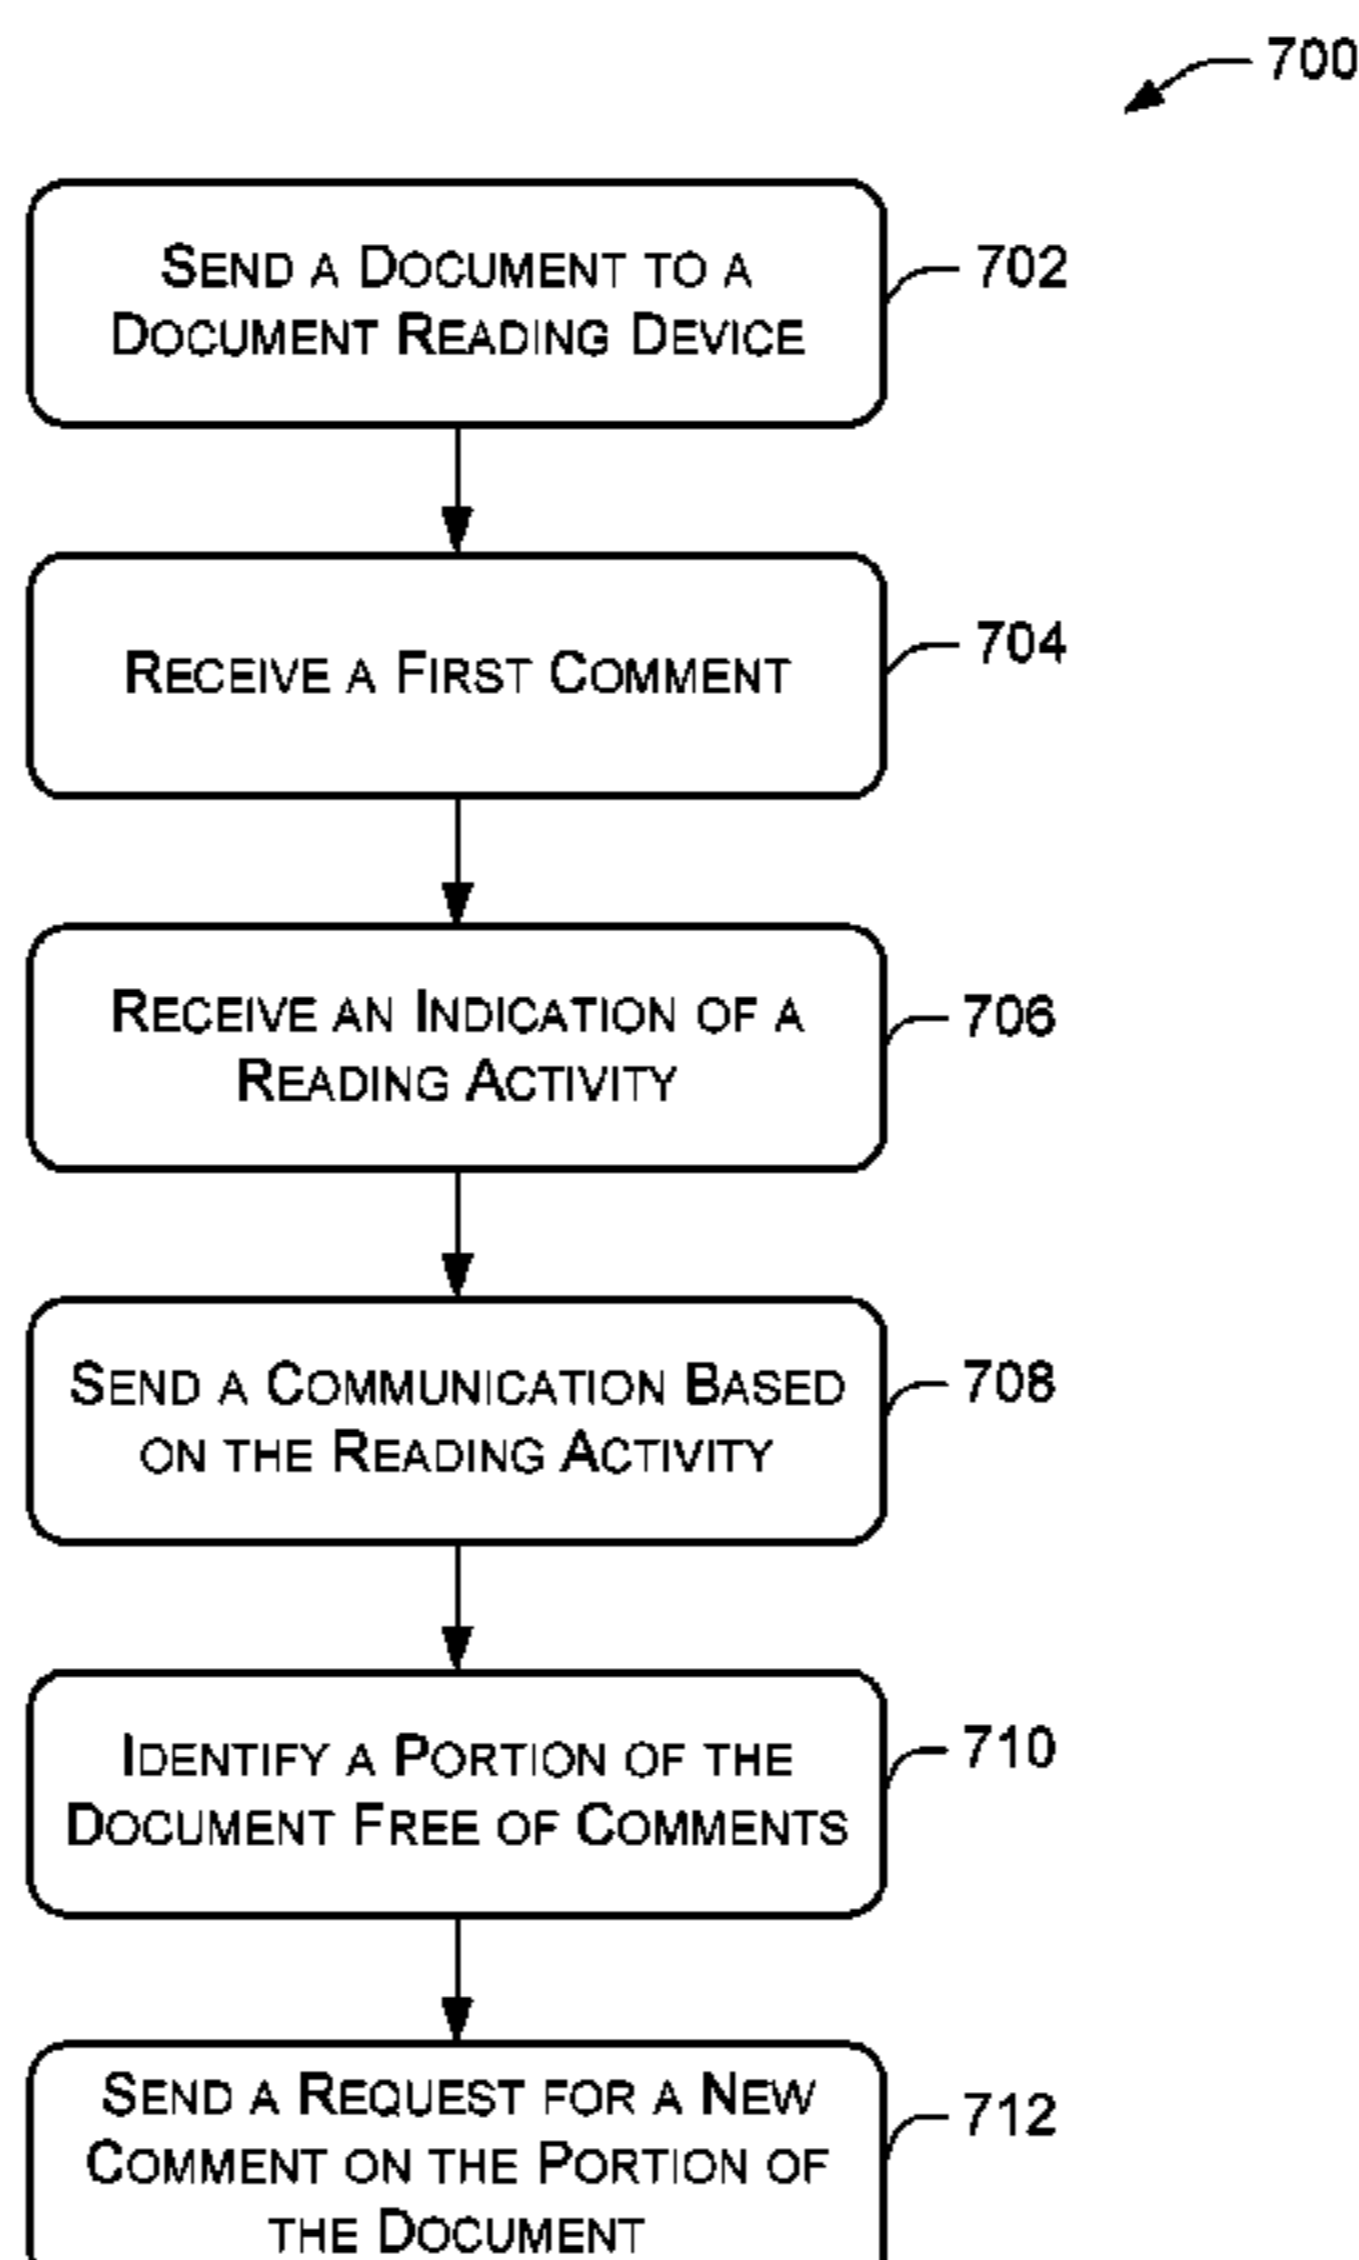 700
SEND A DOCUMENT TO A
DOCUMENT READING DEVICE
702
RECEIVE A FIRST COMMENT
704
RECEIVE AN INDICATION OF A
READING ACTIVITY
706
SEND A COMMUNICATION BASED
ON THE READING ACTIVITY
708
IDENTIFY A PORTION OF THE
DOCUMENT FREE OF COMMENTS
710
SEND A REQUEST FOR A NEW
COMMENT ON THE PORTION OF
THE DOCUMENT
712